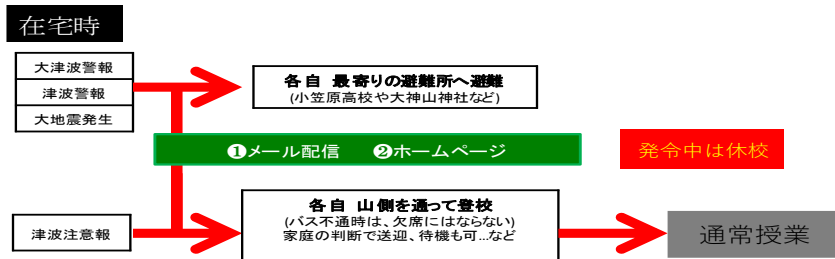 在宅時
大津波警報
津波警報
大地震発生
各自 最寄りの避難所へ避難
(小笠原高校や大神山神社など)
❶メール配信 ❷ホームページ
発令中は休校
津波注意報
各自 山側を通って登校
(バス不通時は、欠席にはならない)
家庭の判断で送迎、待機も可…など
通常授業